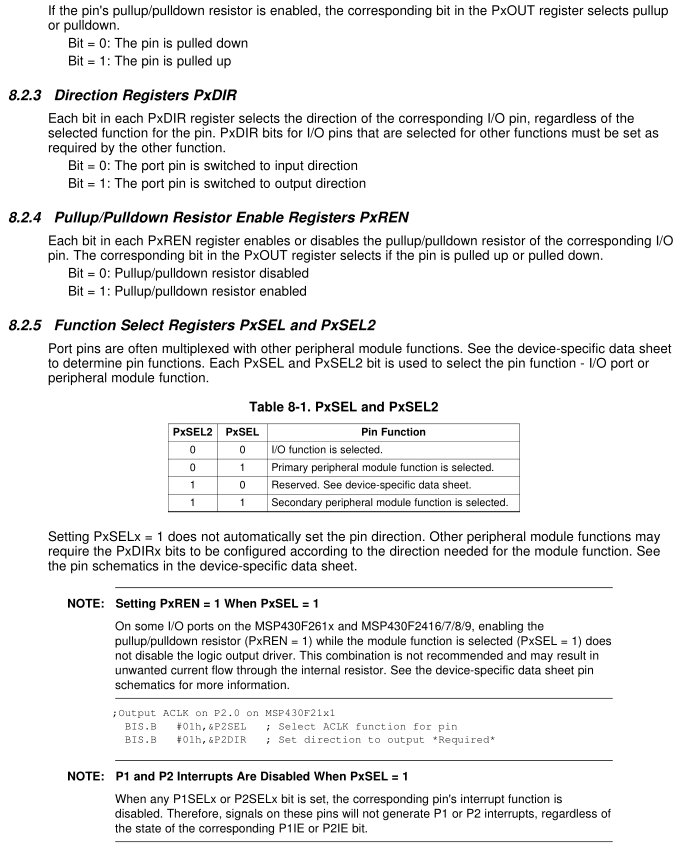 If the pin's pullup/pulldown resistor is enabled, the corresponding bit in the PxOUT register selects pullup
or pulldown.
Bit = 0: The pin is pulled down
Bit = 1: The pin is pulled up
8.2.3 Direction Registers PxDIR
Each bit in each PxDIR register selects the direction of the corresponding I/O pin, regardless of the
selected function for the pin. PxDIR bits for I/O pins that are selected for other functions must be set as
required by the other function.
Bit = 0: The port pin is switched to input direction
Bit = 1: The port pin is switched to output direction
8.2.4 Pullup/Pulldown Resistor Enable Registers PxREN
Each bit in each PxREN register enables or disables the pullup/pulldown resistor of the corresponding I/O
pin. The corresponding bit in the PxOUT register selects if the pin is pulled up or pulled down.
Bit = 0: Pullup/pulldown resistor disabled
Bit = 1: Pullup/pulldown resistor enabled
8.2.5 Function Select Registers PxSEL and PxSEL2
Port pins are often multiplexed with other peripheral module functions. See the device-specific data sheet
to determine pin functions. Each PxSEL and PxSEL2 bit is used to select the pin function - I/O port or
peripheral module function.
Table 8-1. PxSEL and PxSEL2
PxSEL2 PxSEL Pin Function
0 0 I/O function is selected.
0 1 Primary peripheral module function is selected.
1 0 Reserved. See device-specific data sheet.
1 1 Secondary peripheral module function is selected.
Setting PxSELx = 1 does not automatically set the pin direction. Other peripheral module functions may
require the PxDIRx bits to be configured according to the direction needed for the module function. See
the pin schematics in the device-specific data sheet.
NOTE: Setting PxREN = 1 When PxSEL = 1
On some I/O ports on the MSP430F261x and MSP430F2416/7/8/9, enabling the
pullup/pulldown resistor (PxREN = 1) while the module function is selected (PxSEL = 1) does
not disable the logic output driver. This combination is not recommended and may result in
unwanted current flow through the internal resistor. See the device-specific data sheet pin
schematics for more information.
;Output ACLK on P2.0 on MSP430F21x1
BIS.B #01h,&P2SEL ; Select ACLK function for pin
BIS.B #01h,&P2DIR ; Set direction to output *Required*
NOTE: P1 and P2 Interrupts Are Disabled When PxSEL = 1
When any P1SELx or P2SELx bit is set, the corresponding pin's interrupt function is
disabled. Therefore, signals on these pins will not generate P1 or P2 interrupts, regardless of
the state of the corresponding P1IE or P2IE bit.